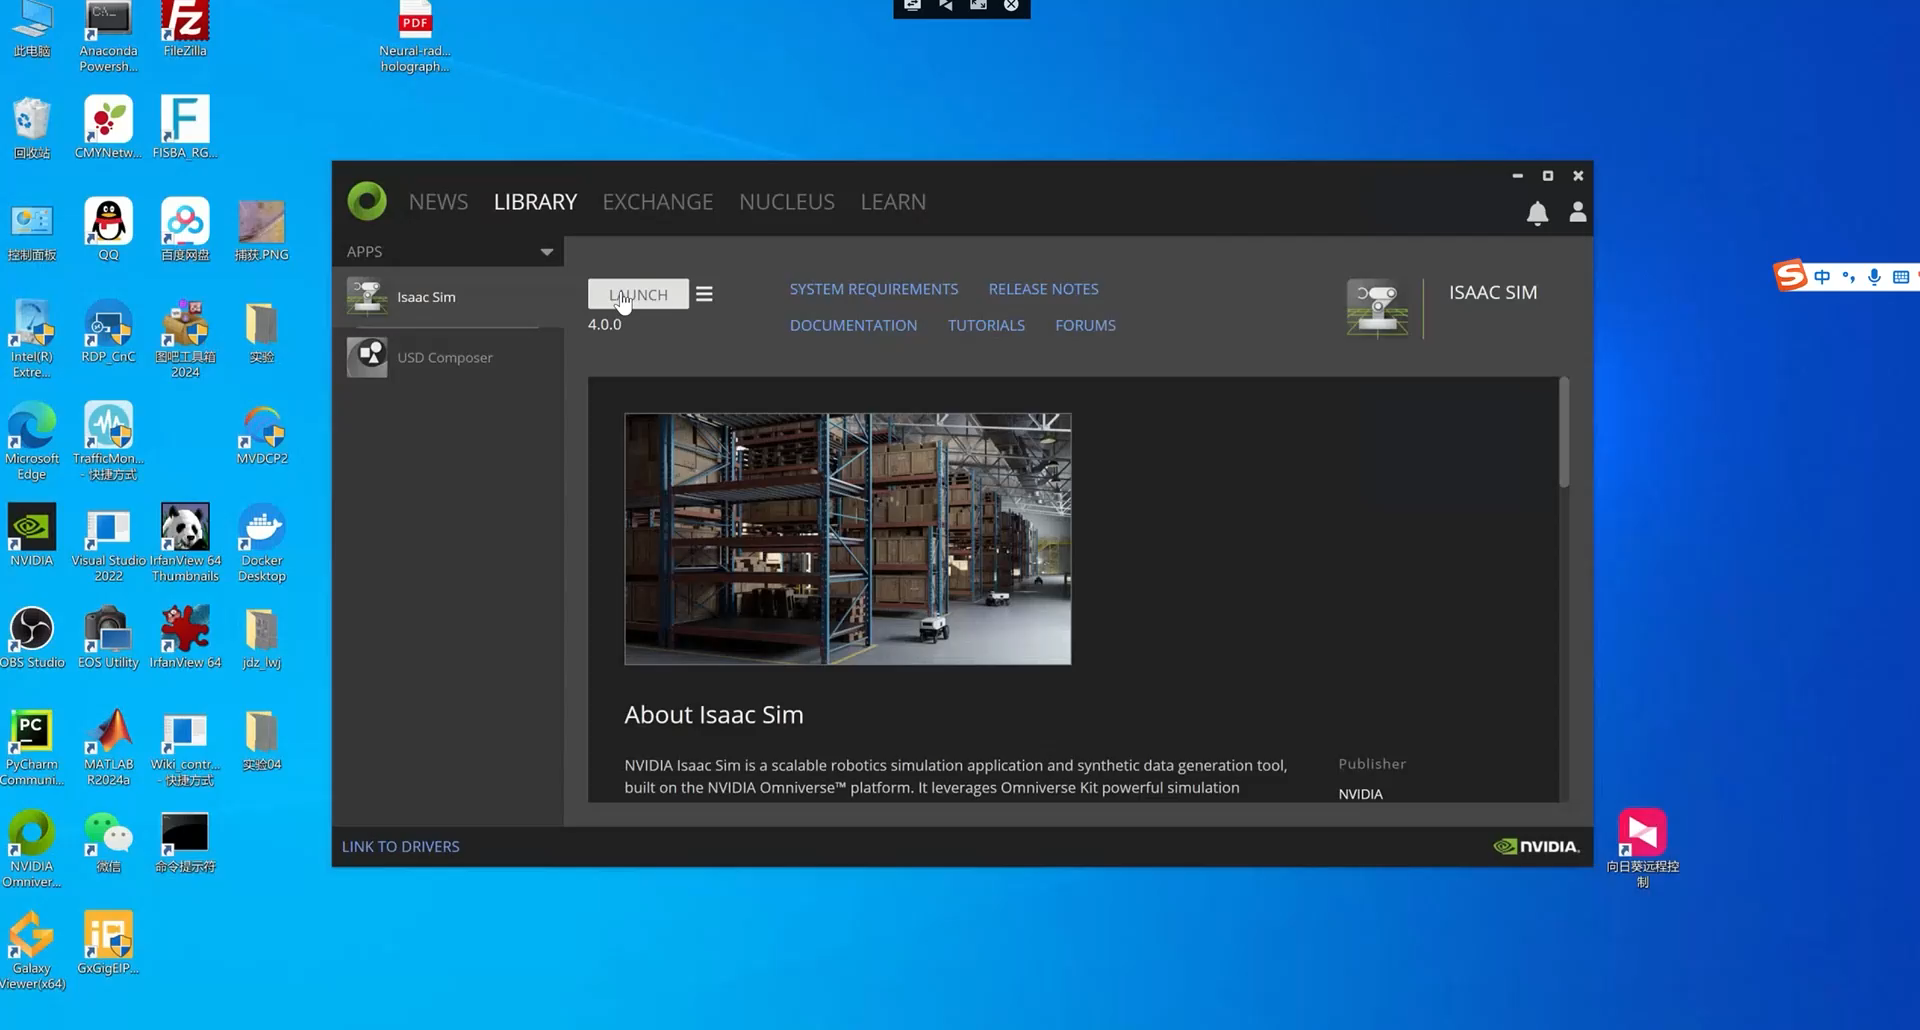 此电脑
Anaconda
Powersh...
FileZilla
PDF
Neural-rad...
holograph...
回收站
CMYNetw...
FISBA_RG...
控制面板
QQ
百度网盘
捕获.PNG
Intel(R)
Extre...
RDP_CnC
图吧工具箱
2024
实验
Microsoft
Edge
TrafficMon...
- 快捷方式
MVDCP2
NVIDIA
Visual Studio
2022
IrfanView 64
Thumbnails
Docker
Desktop
OBS Studio
EOS Utility
IrfanView 64
jdz_lwj
PC
PyCharm
Communi...
MATLAB
R2024a
Wiki_contr...
- 快捷方式
实验04
NVIDIA
Omniver...
微信
命令提示符
Galaxy
Viewer(x64)
iP
GxGigEIP...
NEWS
LIBRARY
EXCHANGE
NUCLEUS
LEARN
APPS
Isaac Sim
USD Composer
LAUNCH
4.0.0
SYSTEM REQUIREMENTS
RELEASE NOTES
DOCUMENTATION
TUTORIALS
FORUMS
ISAAC SIM
About Isaac Sim
NVIDIA Isaac Sim is a scalable robotics simulation application and synthetic data generation tool,
built on the NVIDIA Omniverse™ platform. It leverages Omniverse Kit powerful simulation
Publisher
NVIDIA
LINK TO DRIVERS
NVIDIA.
中
向日葵远程控
制